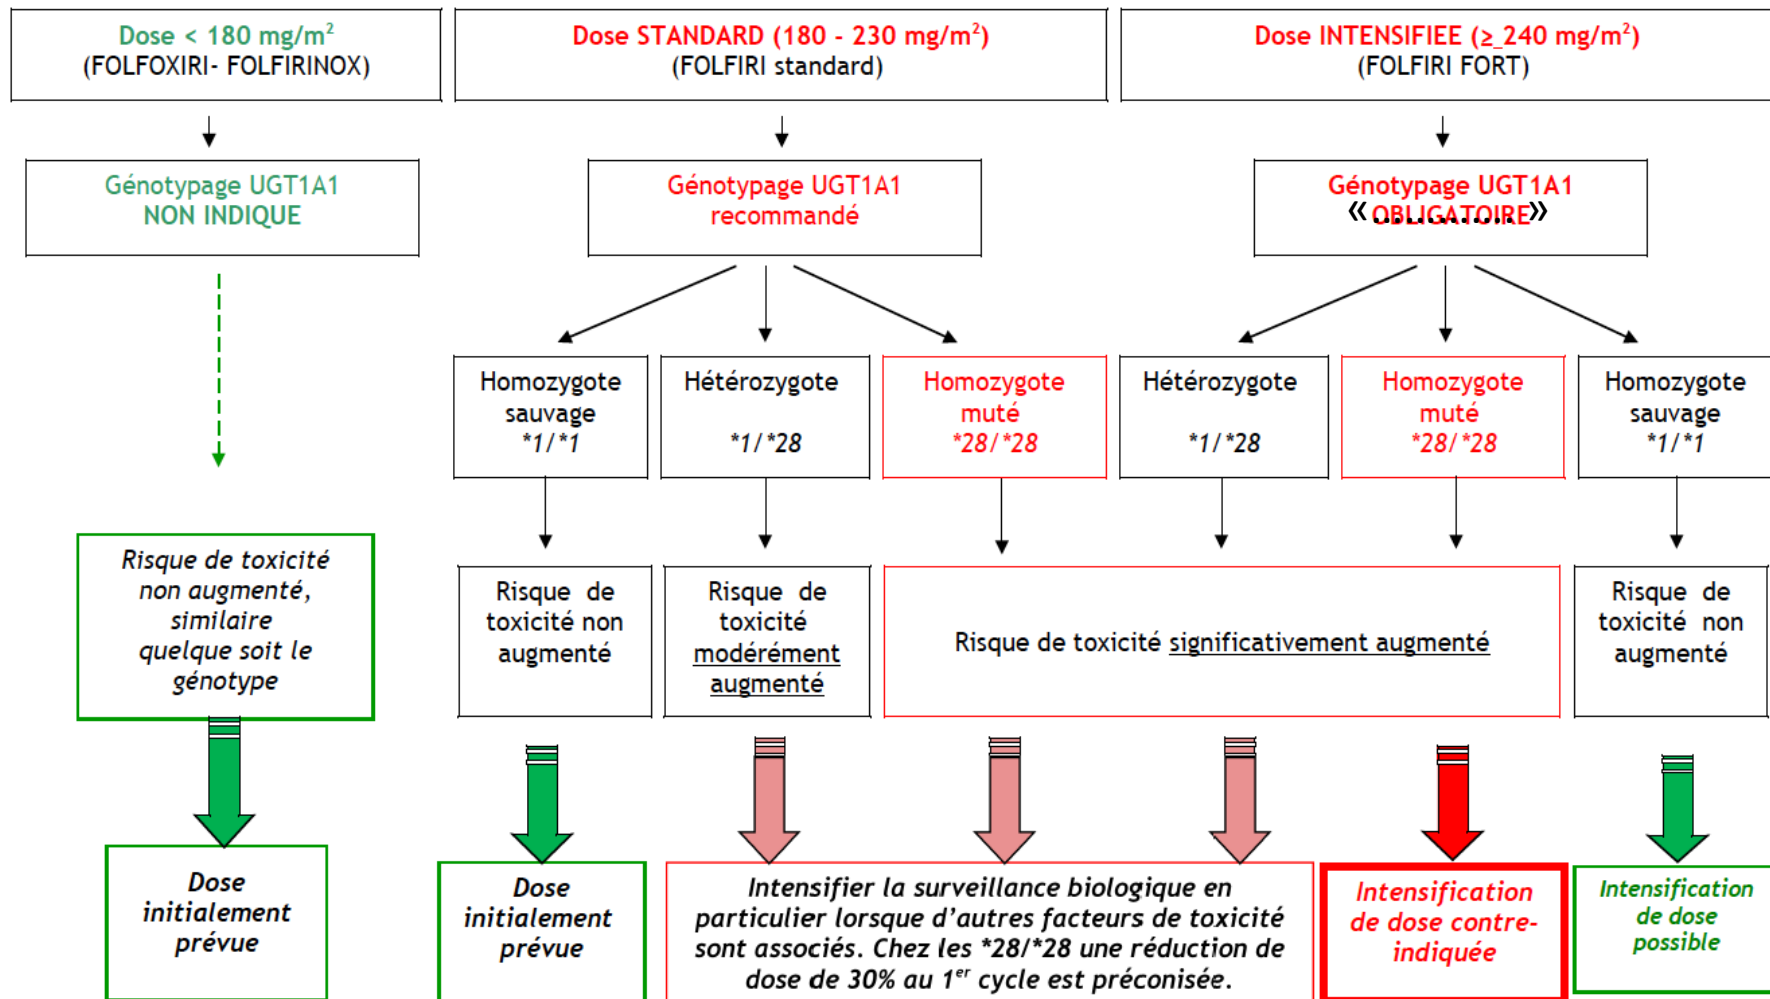 Dose < 180 mg/m²
(FOLFOXIRI- FOLFIRINOX)
Dose STANDARD (180 - 230 mg/m²)
(FOLFIRI standard)
Dose INTENSIFIEE (≥ 240 mg/m²)
(FOLFIRI FORT)
Génotypage UGT1A1
NON INDIQUE
Génotypage UGT1A1
recommandé
Génotypage UGT1A1
« OBLIGATOIRE »
Homozygote
sauvage
*1/*1
Hétérozygote
*1/*28
Homozygote
muté
*28/*28
Hétérozygote
*1/*28
Homozygote
muté
*28/*28
Homozygote
sauvage
*1/*1
Risque de toxicité
non augmenté,
similaire
quelque soit le
génotype
Risque de
toxicité non
augmenté
Risque de
toxicité
modérément
augmenté
Risque de toxicité significativement augmenté
Risque de
toxicité non
augmenté
Dose
initialement
prévue
Dose
initialement
prévue
Intensifier la surveillance biologique en
particulier lorsque d'autres facteurs de toxicité
sont associés. Chez les *28/*28 une réduction de
dose de 30% au 1er cycle est préconisée.
Intensification
de dose contre-
indiquée
Intensification
de dose
possible